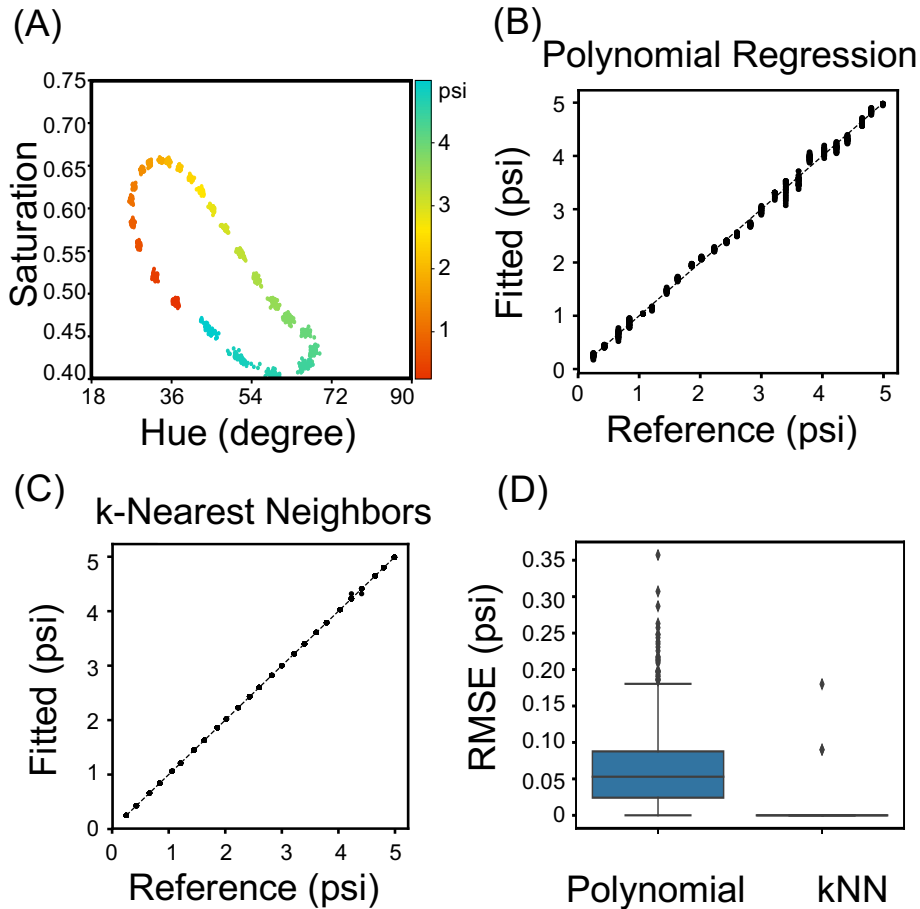 (A)
0.75
0.70
0.65
0.60
0.55
0.50
0.45
0.40
Saturation
18 36 54 72 90
Hue (degree)
psi
4
3
2
1
(B)
Polynomial Regression
5
4
3
2
1
0
Fitted (psi)
0 1 2 3 4 5
Reference (psi)
(C)
k-Nearest Neighbors
5
4
3
2
1
0
Fitted (psi)
0 1 2 3 4 5
Reference (psi)
(D)
0.35
0.30
0.25
0.20
0.15
0.10
0.05
0
RMSE (psi)
Polynomial kNN